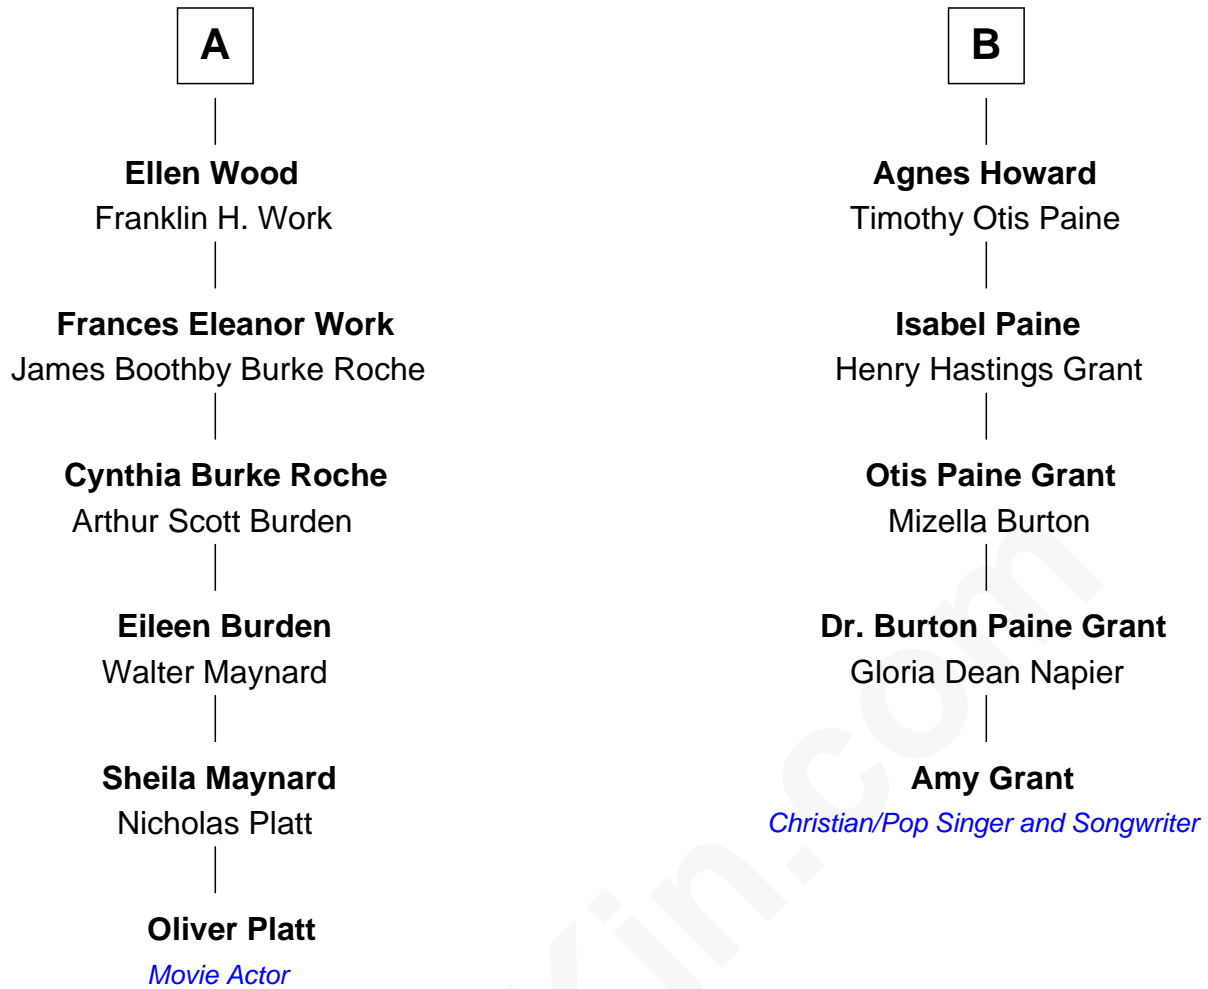 A
Ellen Wood
Franklin H. Work
Frances Eleanor Work
James Boothby Burke Roche
Cynthia Burke Roche
Arthur Scott Burden
Eileen Burden
Walter Maynard
Sheila Maynard
Nicholas Platt
Oliver Platt
Movie Actor
B
Agnes Howard
Timothy Otis Paine
Isabel Paine
Henry Hastings Grant
Otis Paine Grant
Mizella Burton
Dr. Burton Paine Grant
Gloria Dean Napier
Amy Grant
Christian/Pop Singer and Songwriter
Kin.com